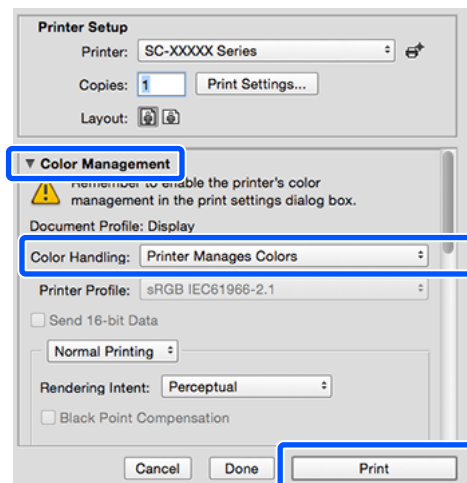 Printer Setup
Printer: SC-XXXXX Series
Copies: 1 Print Settings...
Layout:
▼ Color Management
Remember to enable the printer's color
management in the print settings dialog box.
Document Profile: Display
Color Handling: Printer Manages Colors
Printer Profile: sRGB IEC61966-2.1
Send 16-bit Data
Normal Printing
Rendering Intent: Perceptual
Black Point Compensation
Cancel Done Print